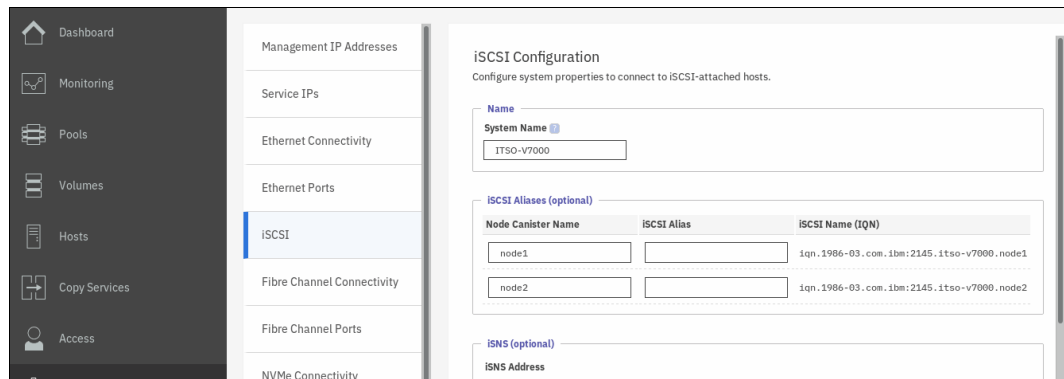 Dashboard
Monitoring
Pools
Volumes
Hosts
Copy Services
Access
Management IP Addresses
Service IPs
Ethernet Connectivity
Ethernet Ports
iSCSI
Fibre Channel Connectivity
Fibre Channel Ports
NVMe Connectivity
iSCSI Configuration
Configure system properties to connect to iSCSI-attached hosts.
Name
System Name ?
ITSO-V7000
iSCSI Aliases (optional)
Node Canister Name iSCSI Alias iSCSI Name (IQN)
node1 iqn.1986-03.com.ibm:2145.itso-v7000.node1
node2 iqn.1986-03.com.ibm:2145.itso-v7000.node2
iSNS (optional)
iSNS Address